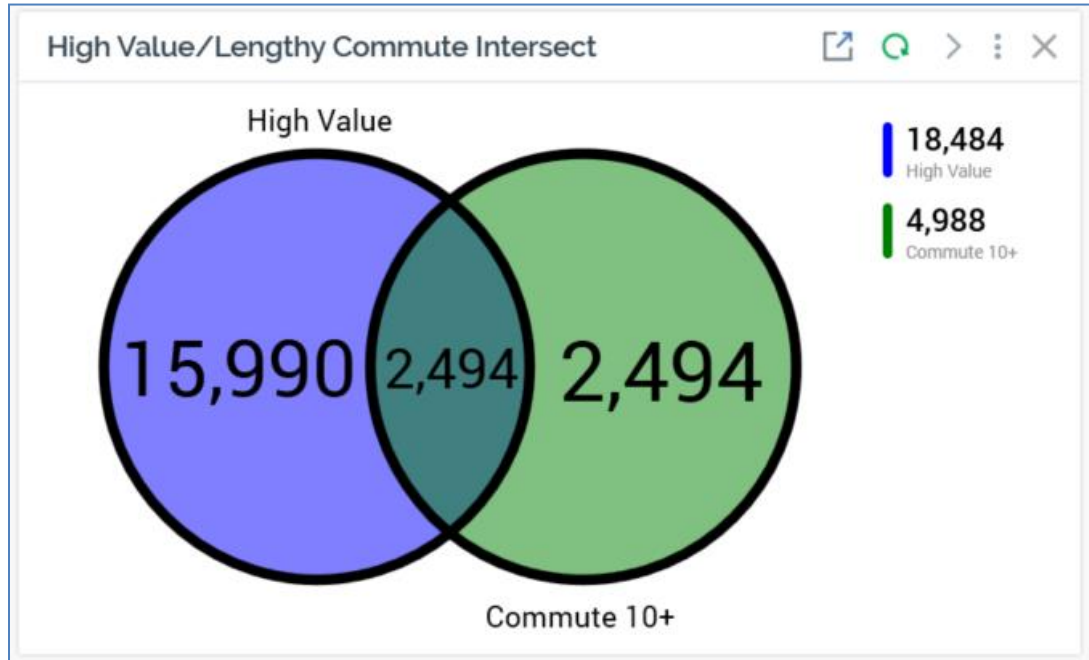 High Value/Lengthy Commute Intersect
High Value
18,484
High Value
4,988
Commute 10+
15,990
2,494
2,494
Commute 10+